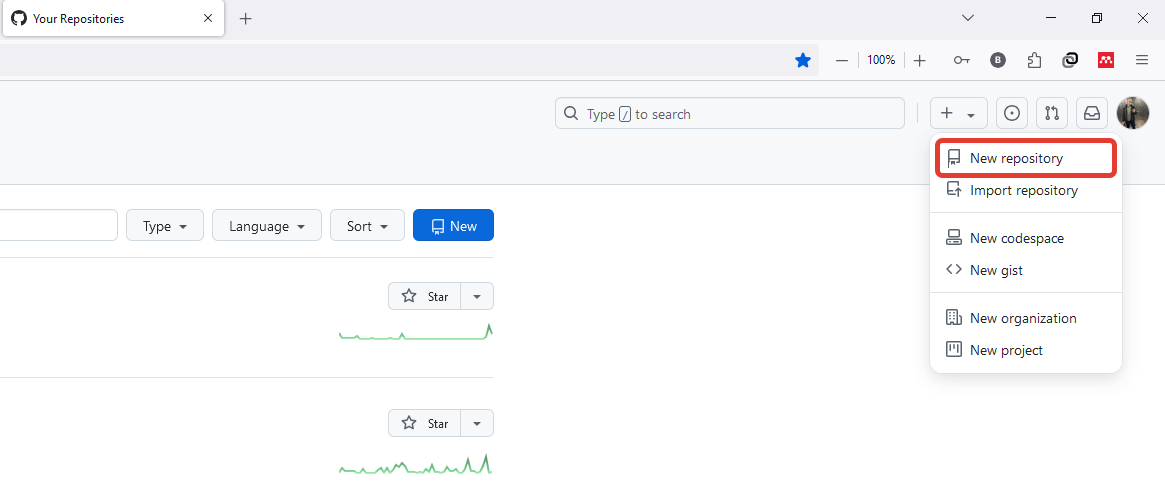 Your Repositories
100%
B
Type / to search
New repository
Import repository
Type
Language
Sort
New
New codespace
New gist
Star
New organization
New project
Star